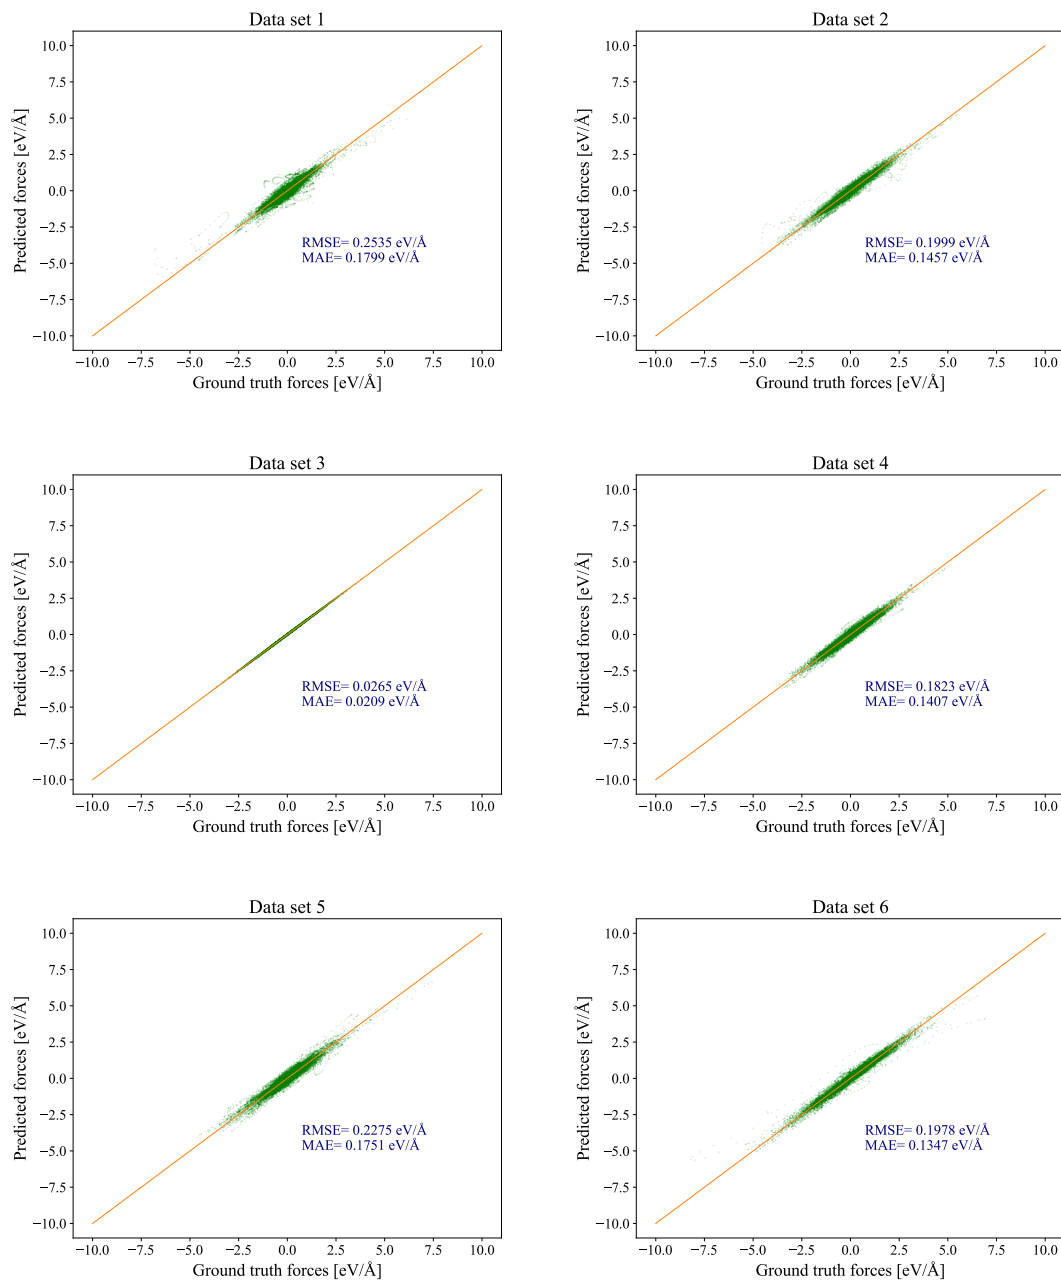 Data set 1
10.0
7.5
5.0
2.5
0.0
−2.5
−5.0
−7.5
−10.0
Predicted forces [eV/Å]
RMSE= 0.2535 eV/Å
MAE= 0.1799 eV/Å
−10.0 −7.5 −5.0 −2.5 0.0 2.5 5.0 7.5 10.0
Ground truth forces [eV/Å]
Data set 2
10.0
7.5
5.0
2.5
0.0
−2.5
−5.0
−7.5
−10.0
Predicted forces [eV/Å]
RMSE= 0.1999 eV/Å
MAE= 0.1457 eV/Å
−10.0 −7.5 −5.0 −2.5 0.0 2.5 5.0 7.5 10.0
Ground truth forces [eV/Å]
Data set 3
10.0
7.5
5.0
2.5
0.0
−2.5
−5.0
−7.5
−10.0
Predicted forces [eV/Å]
RMSE= 0.0265 eV/Å
MAE= 0.0209 eV/Å
−10.0 −7.5 −5.0 −2.5 0.0 2.5 5.0 7.5 10.0
Ground truth forces [eV/Å]
Data set 4
10.0
7.5
5.0
2.5
0.0
−2.5
−5.0
−7.5
−10.0
Predicted forces [eV/Å]
RMSE= 0.1823 eV/Å
MAE= 0.1407 eV/Å
−10.0 −7.5 −5.0 −2.5 0.0 2.5 5.0 7.5 10.0
Ground truth forces [eV/Å]
Data set 5
10.0
7.5
5.0
2.5
0.0
−2.5
−5.0
−7.5
−10.0
Predicted forces [eV/Å]
RMSE= 0.2275 eV/Å
MAE= 0.1751 eV/Å
−10.0 −7.5 −5.0 −2.5 0.0 2.5 5.0 7.5 10.0
Ground truth forces [eV/Å]
Data set 6
10.0
7.5
5.0
2.5
0.0
−2.5
−5.0
−7.5
−10.0
Predicted forces [eV/Å]
RMSE= 0.1978 eV/Å
MAE= 0.1347 eV/Å
−10.0 −7.5 −5.0 −2.5 0.0 2.5 5.0 7.5 10.0
Ground truth forces [eV/Å]